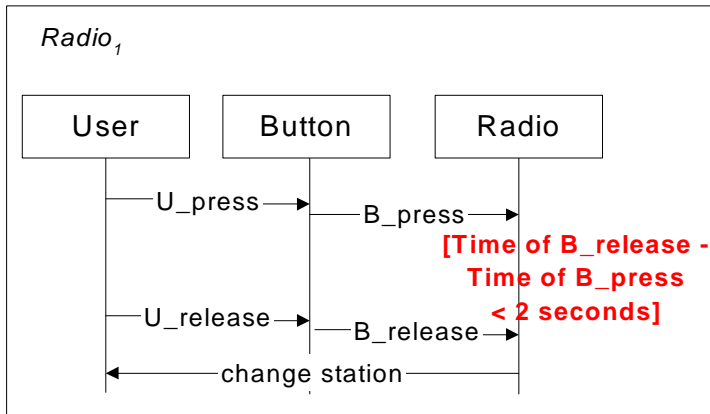 Radio1
User Button Radio
U_press
B_press
[Time of B_release -
Time of B_press
< 2 seconds]
U_release
B_release
change station